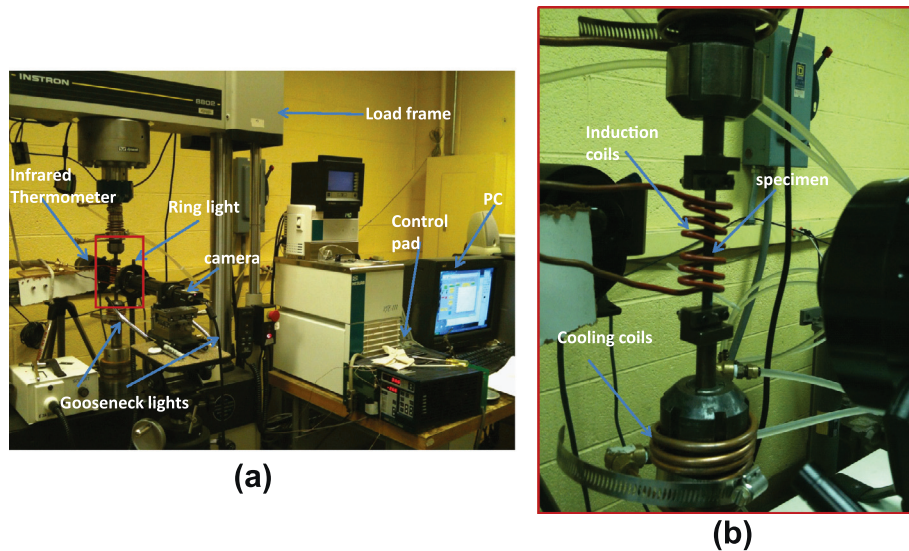 INSTRON
8802
Load frame
Infrared
Thermometer
Ring light
camera
Control
pad
PC
Gooseneck lights
(a)
Induction
coils
specimen
Cooling coils
(b)